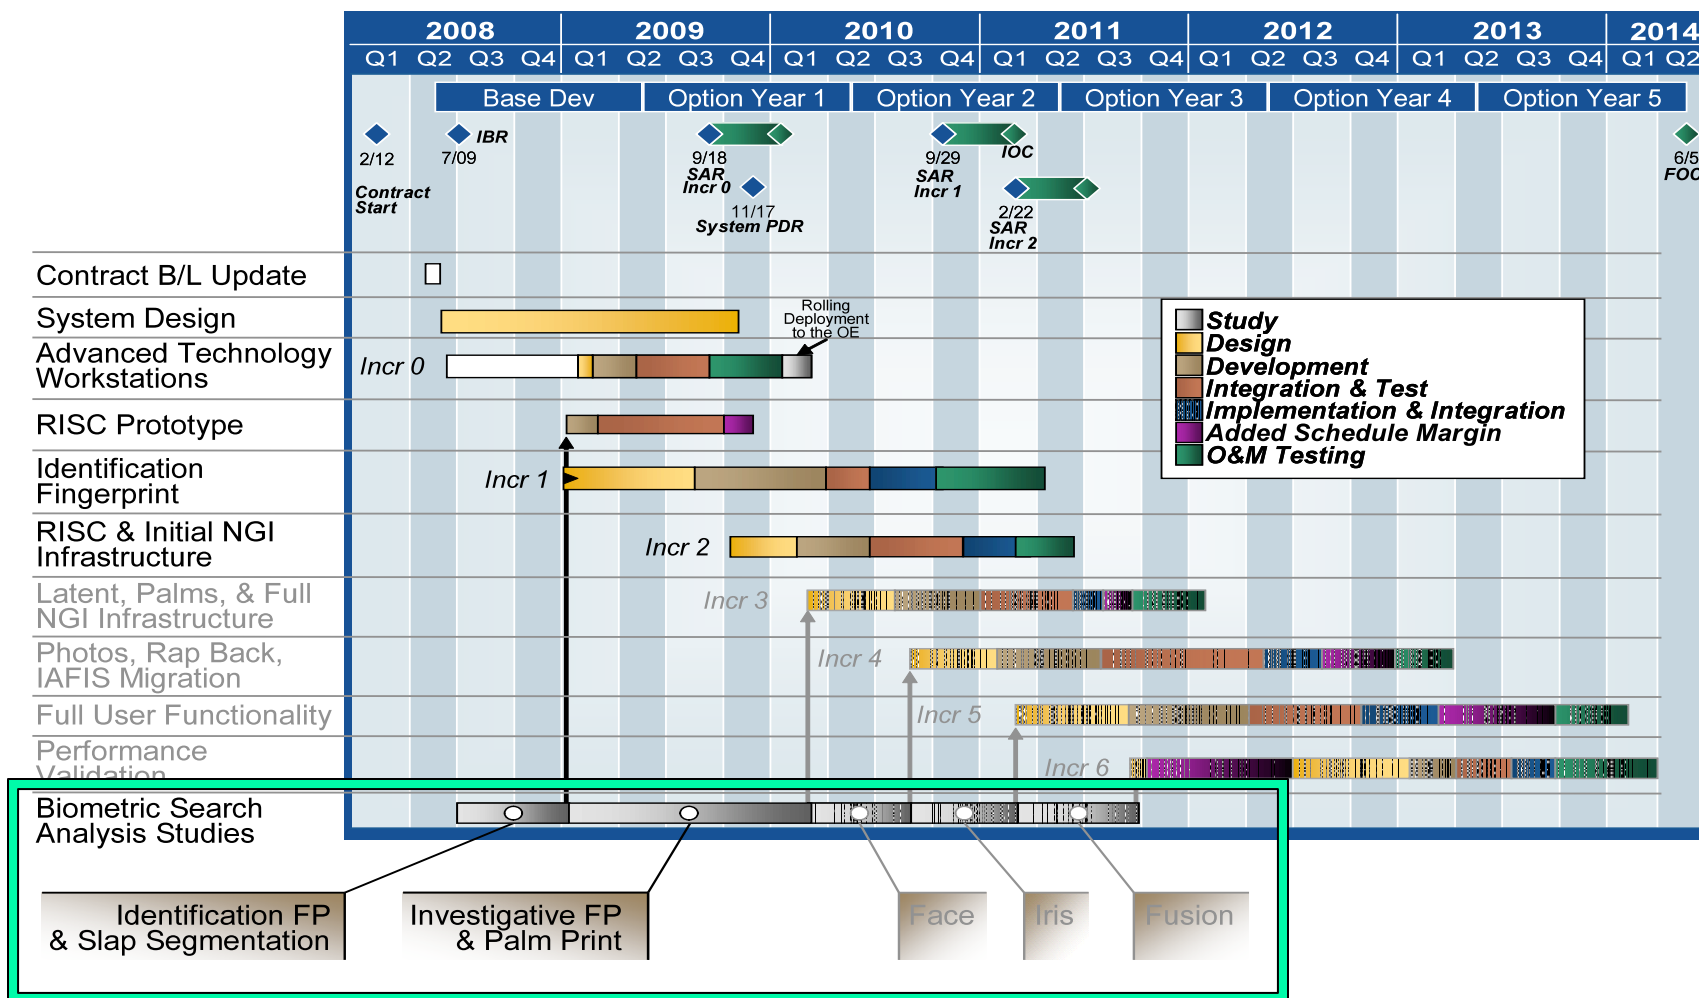 2008 2009 2010 2011 2012 2013 2014
Q1 Q2 Q3 Q4 Q1 Q2 Q3 Q4 Q1 Q2 Q3 Q4 Q1 Q2 Q3 Q4 Q1 Q2 Q3 Q4 Q1 Q2 Q3 Q4 Q1 Q2
Base Dev Option Year 1 Option Year 2 Option Year 3 Option Year 4 Option Year 5
2/12
Contract
Start
7/09
IBR
9/18
SAR
Incr 0
11/17
System PDR
9/29
SAR
Incr 1
IOC
2/22
SAR
Incr 2
6/5
FOC
Contract B/L Update
System Design
Rolling
Deployment
to the OE
Advanced Technology
Workstations
Incr 0
RISC Prototype
Identification
Fingerprint
Incr 1
RISC & Initial NGI
Infrastructure
Incr 2
Latent, Palms, & Full
NGI Infrastructure
Incr 3
Photos, Rap Back,
IAFIS Migration
Incr 4
Full User Functionality
Incr 5
Performance
Validation
Incr 6
Study
Design
Development
Integration & Test
Implementation & Integration
Added Schedule Margin
O&M Testing
Biometric Search
Analysis Studies
Identification FP
& Slap Segmentation
Investigative FP
& Palm Print
Face
Iris
Fusion